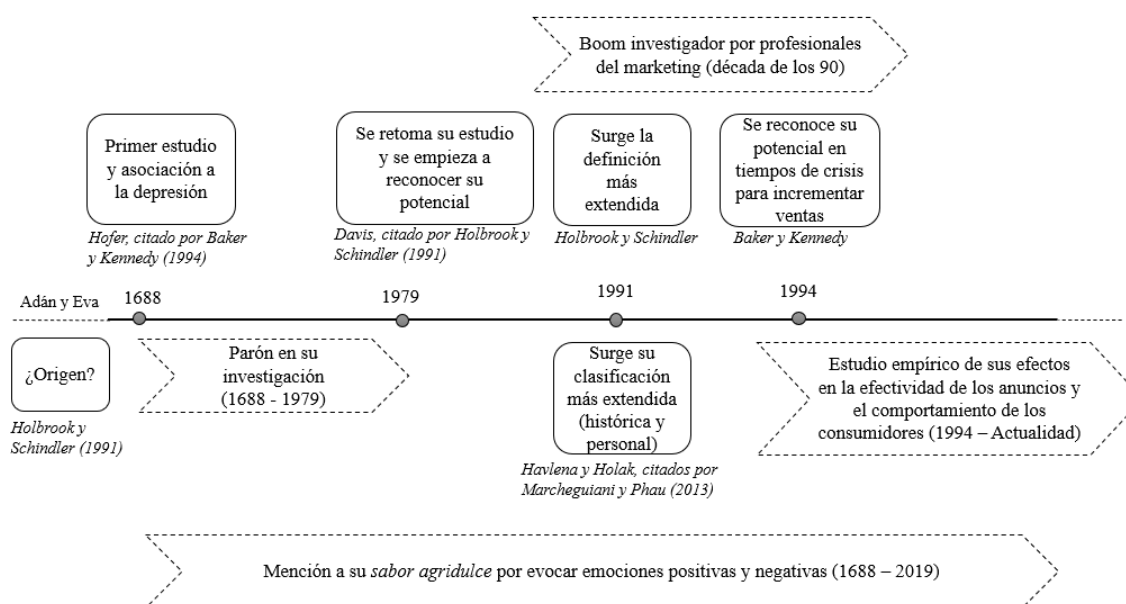 Boom investigador por profesionales
del marketing (década de los 90)
Primer estudio
y asociación a
la depresión
Hofer, citado por Baker
y Kennedy (1994)
Se retoma su estudio
y se empieza a
reconocer su
potencial
Davis, citado por Holbrook y
Schindler (1991)
Surge la
definición
más
extendida
Holbrook y Schindler
Se reconoce su
potencial en
tiempos de crisis
para incrementar
ventas
Baker y Kennedy
Adán y Eva
1688
1979
1991
1994
¿Origen?
Holbrook y
Schindler (1991)
Parón en su
investigación
(1688 - 1979)
Surge su
clasificación
más extendida
(histórica y
personal)
Havlena y Holak, citados por
Marcheguiani y Phau (2013)
Estudio empírico de sus efectos
en la efectividad de los anuncios y
el comportamiento de los
consumidores (1994 – Actualidad)
Mención a su sabor agridulce por evocar emociones positivas y negativas (1688 – 2019)